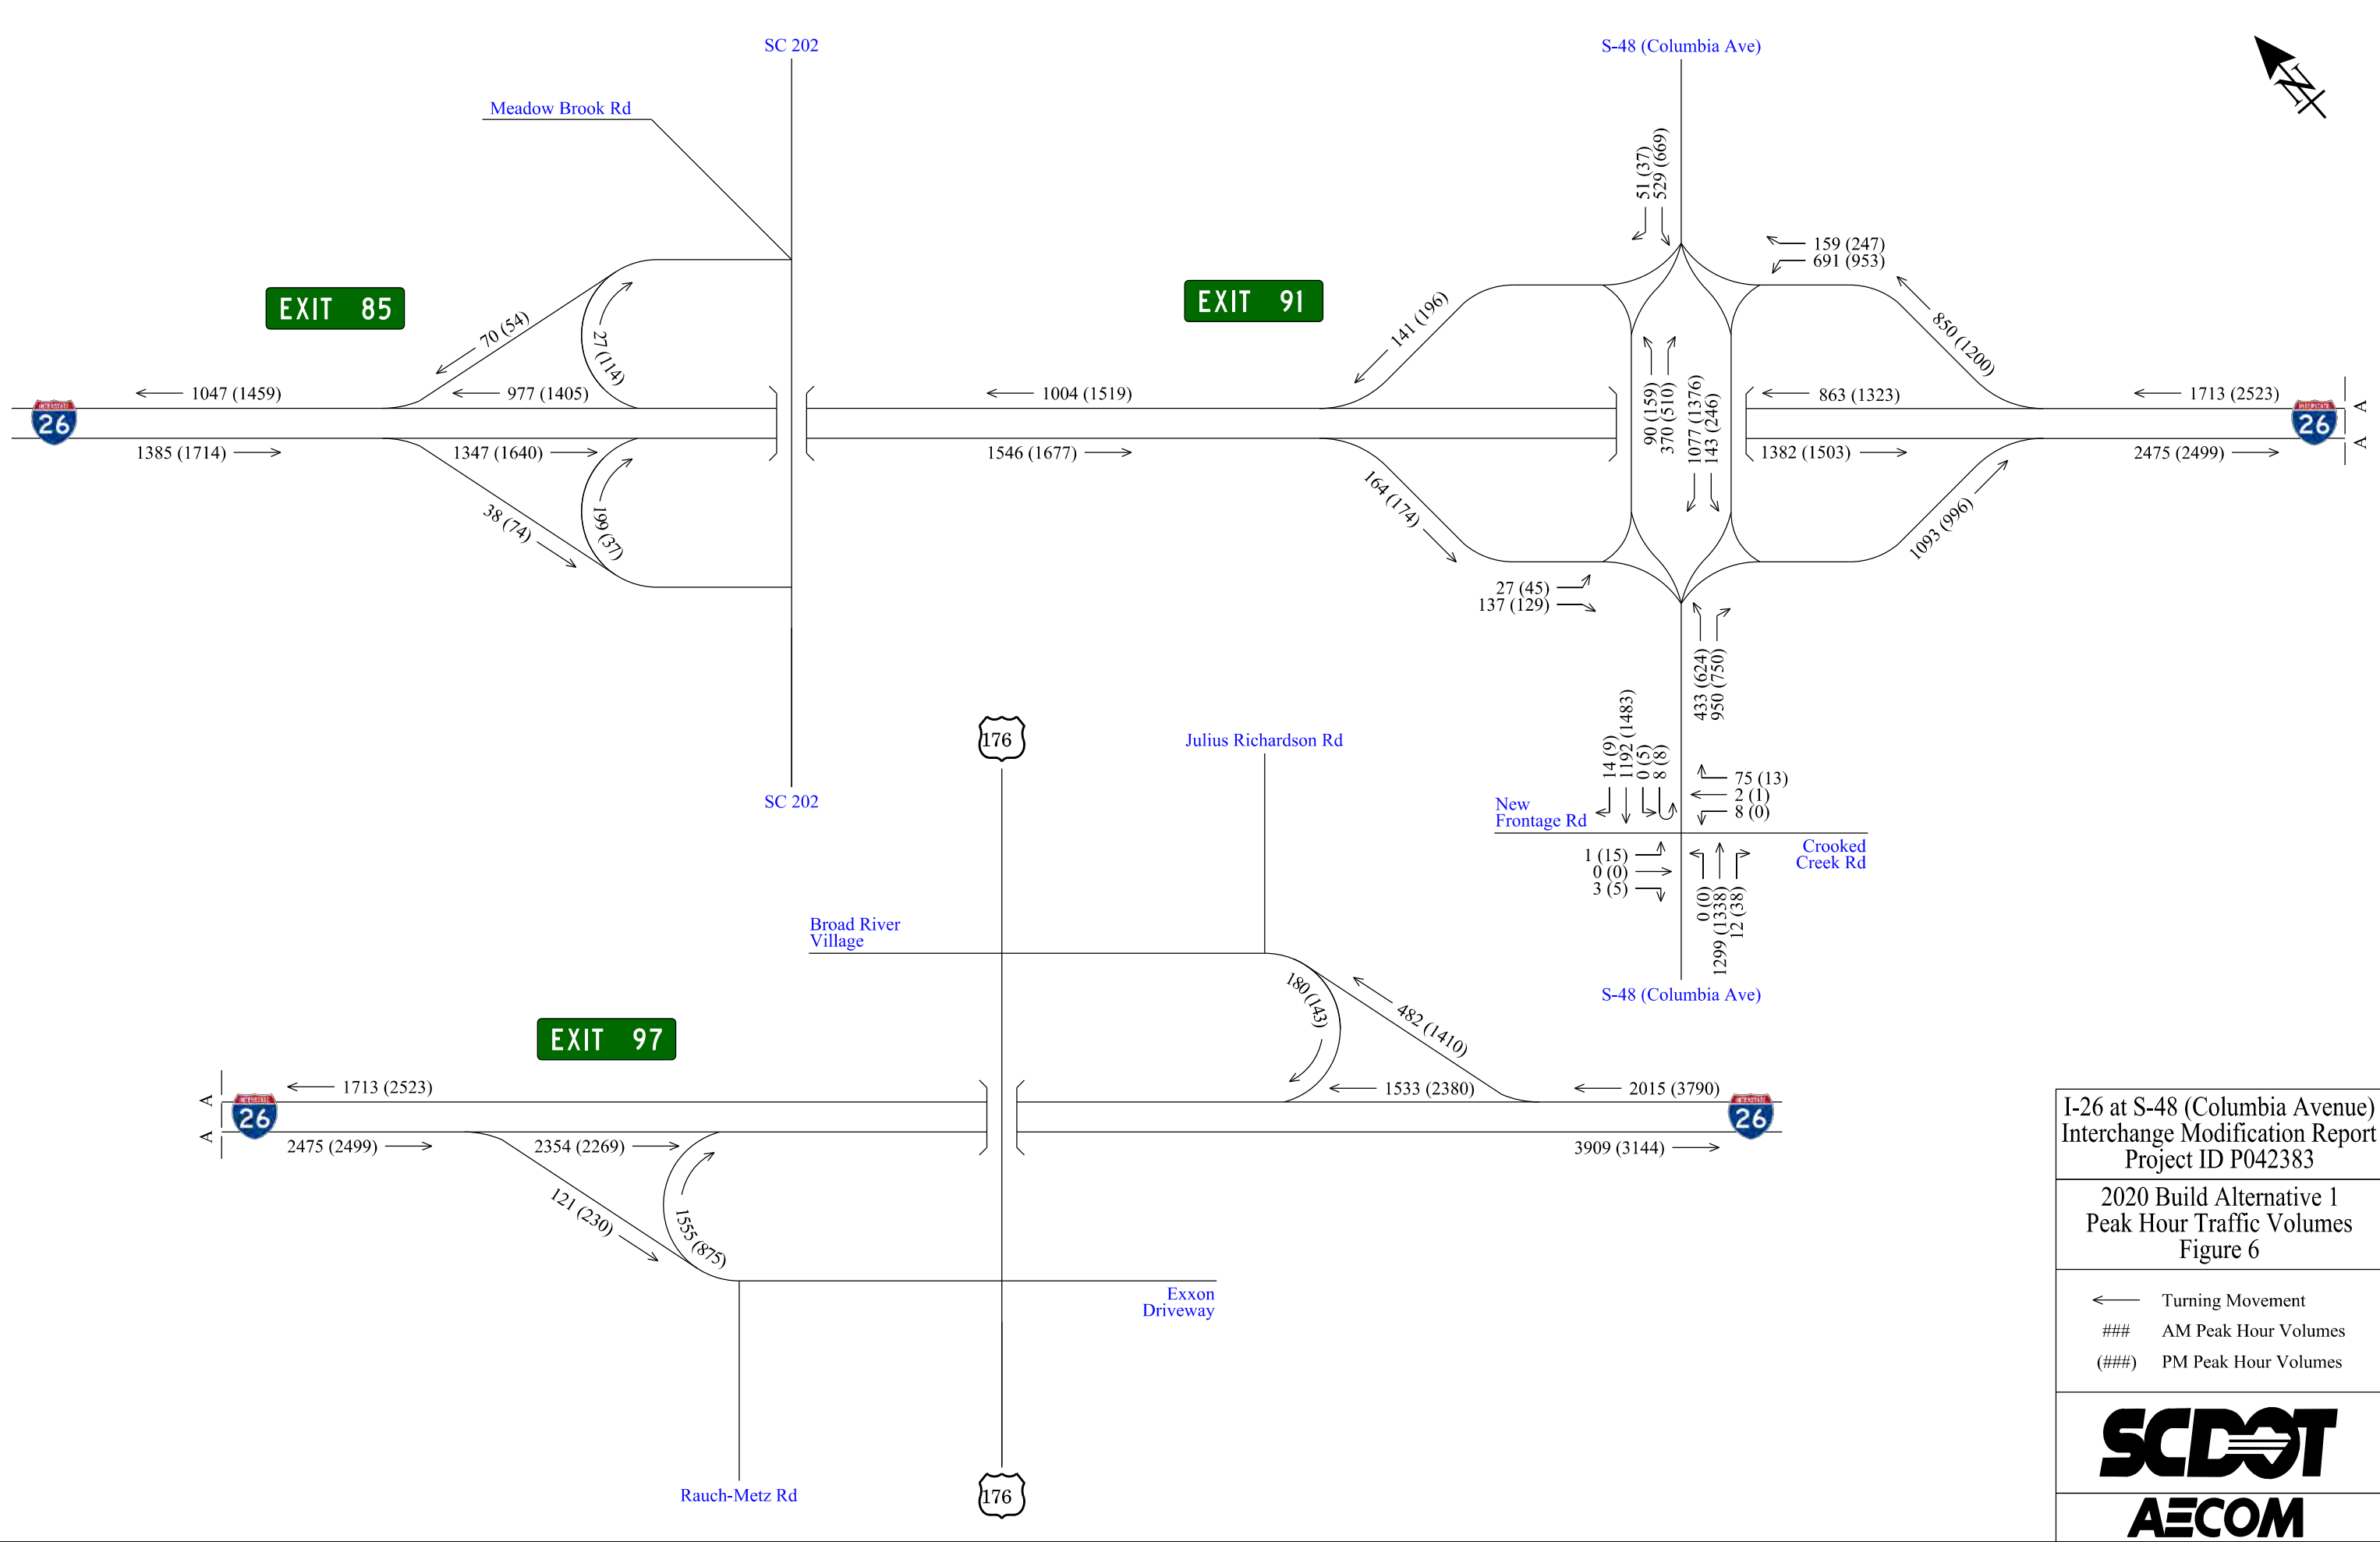 SC 202
S-48 (Columbia Ave)
N
Meadow Brook Rd
51 (37)
529 (669)
159 (247)
691 (953)
EXIT 85
EXIT 91
70 (54)
27 (114)
141 (196)
850 (1200)
1047 (1459)
977 (1405)
1004 (1519)
90 (159)
370 (510)
1077 (1376)
143 (246)
863 (1323)
1713 (2523)
A
INTERSTATE
26
INTERSTATE
26
A
1385 (1714)
1347 (1640)
1546 (1677)
1382 (1503)
2475 (2499)
38 (74)
199 (37)
164 (174)
1093 (996)
27 (45)
137 (129)
433 (624)
950 (750)
176
Julius Richardson Rd
14 (9)
1192 (1483)
0 (5)
8 (8)
75 (13)
2 (1)
8 (0)
SC 202
New
Frontage Rd
Crooked
Creek Rd
1 (15)
0 (0)
3 (5)
0 (0)
1299 (1338)
12 (38)
Broad River
Village
S-48 (Columbia Ave)
180 (143)
482 (1410)
EXIT 97
A
1713 (2523)
1533 (2380)
2015 (3790)
INTERSTATE
26
INTERSTATE
26
A
2475 (2499)
2354 (2269)
3909 (3144)
121 (230)
1555 (875)
Exxon
Driveway
Rauch-Metz Rd
176
I-26 at S-48 (Columbia Avenue)
Interchange Modification Report
Project ID P042383
2020 Build Alternative 1
Peak Hour Traffic Volumes
Figure 6
Turning Movement
### AM Peak Hour Volumes
(###) PM Peak Hour Volumes
SCDOT
AECOM